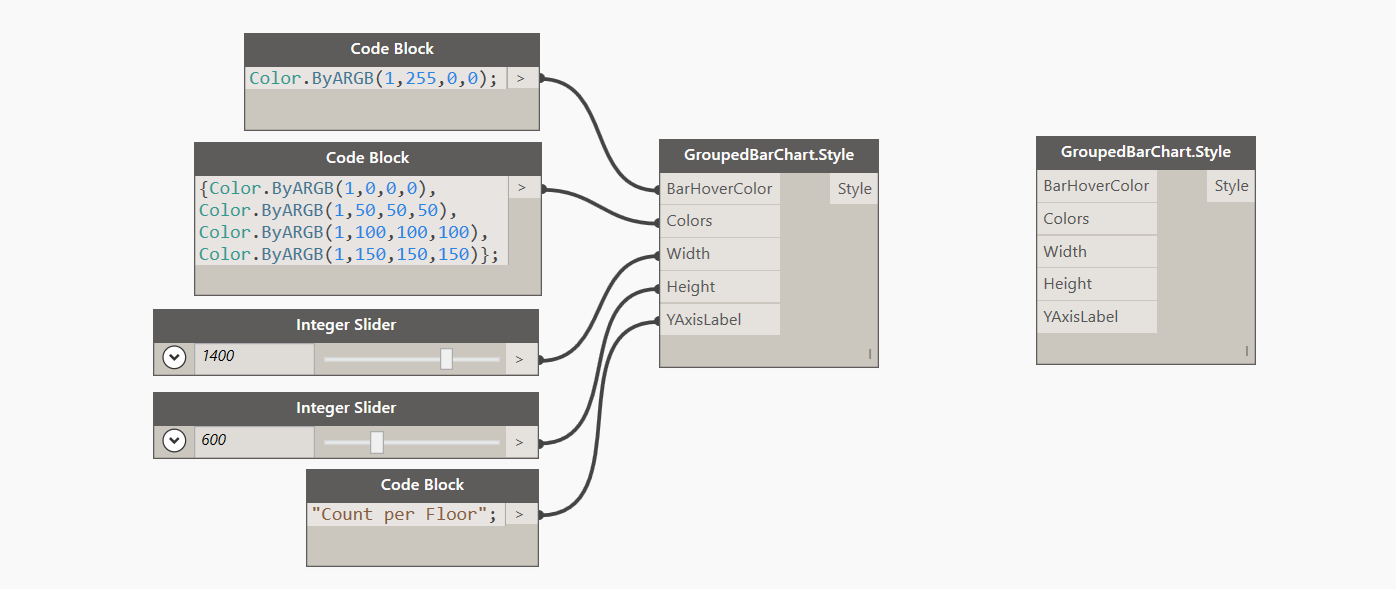 Code Block
Color.ByARGB(1,255,0,0); >
Code Block
{Color.ByARGB(1,0,0,0), >
Color.ByARGB(1,50,50,50),
Color.ByARGB(1,100,100,100),
Color.ByARGB(1,150,150,150)};
Integer Slider
1400 >
Integer Slider
600 >
Code Block
"Count per Floor"; >
GroupedBarChart.Style
BarHoverColor Style
Colors
Width
Height
YAxisLabel
l
GroupedBarChart.Style
BarHoverColor Style
Colors
Width
Height
YAxisLabel
l